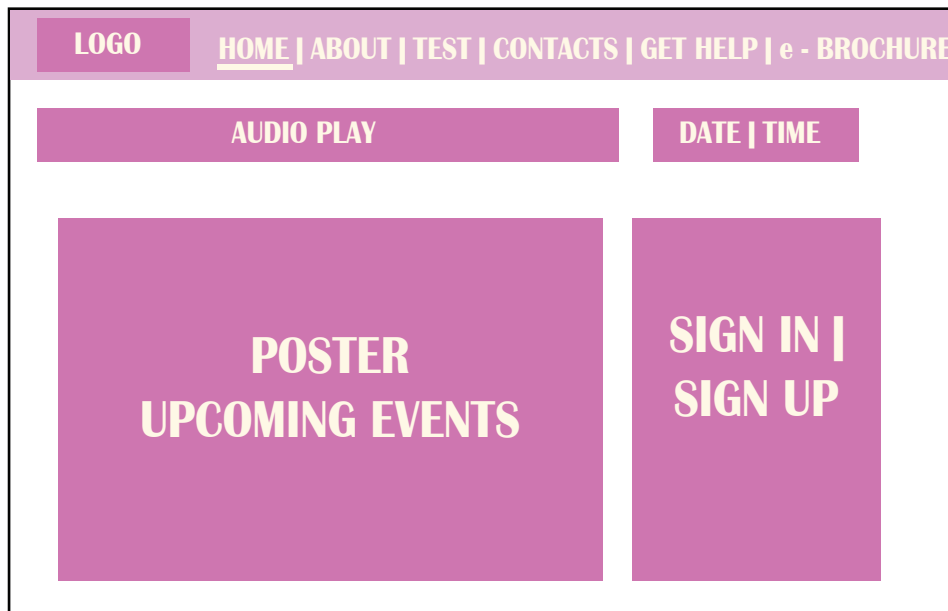 LOGO
HOME | ABOUT | TEST | CONTACTS | GET HELP | e - BROCHURE
AUDIO PLAY
DATE | TIME
POSTER
UPCOMING EVENTS
SIGN IN |
SIGN UP